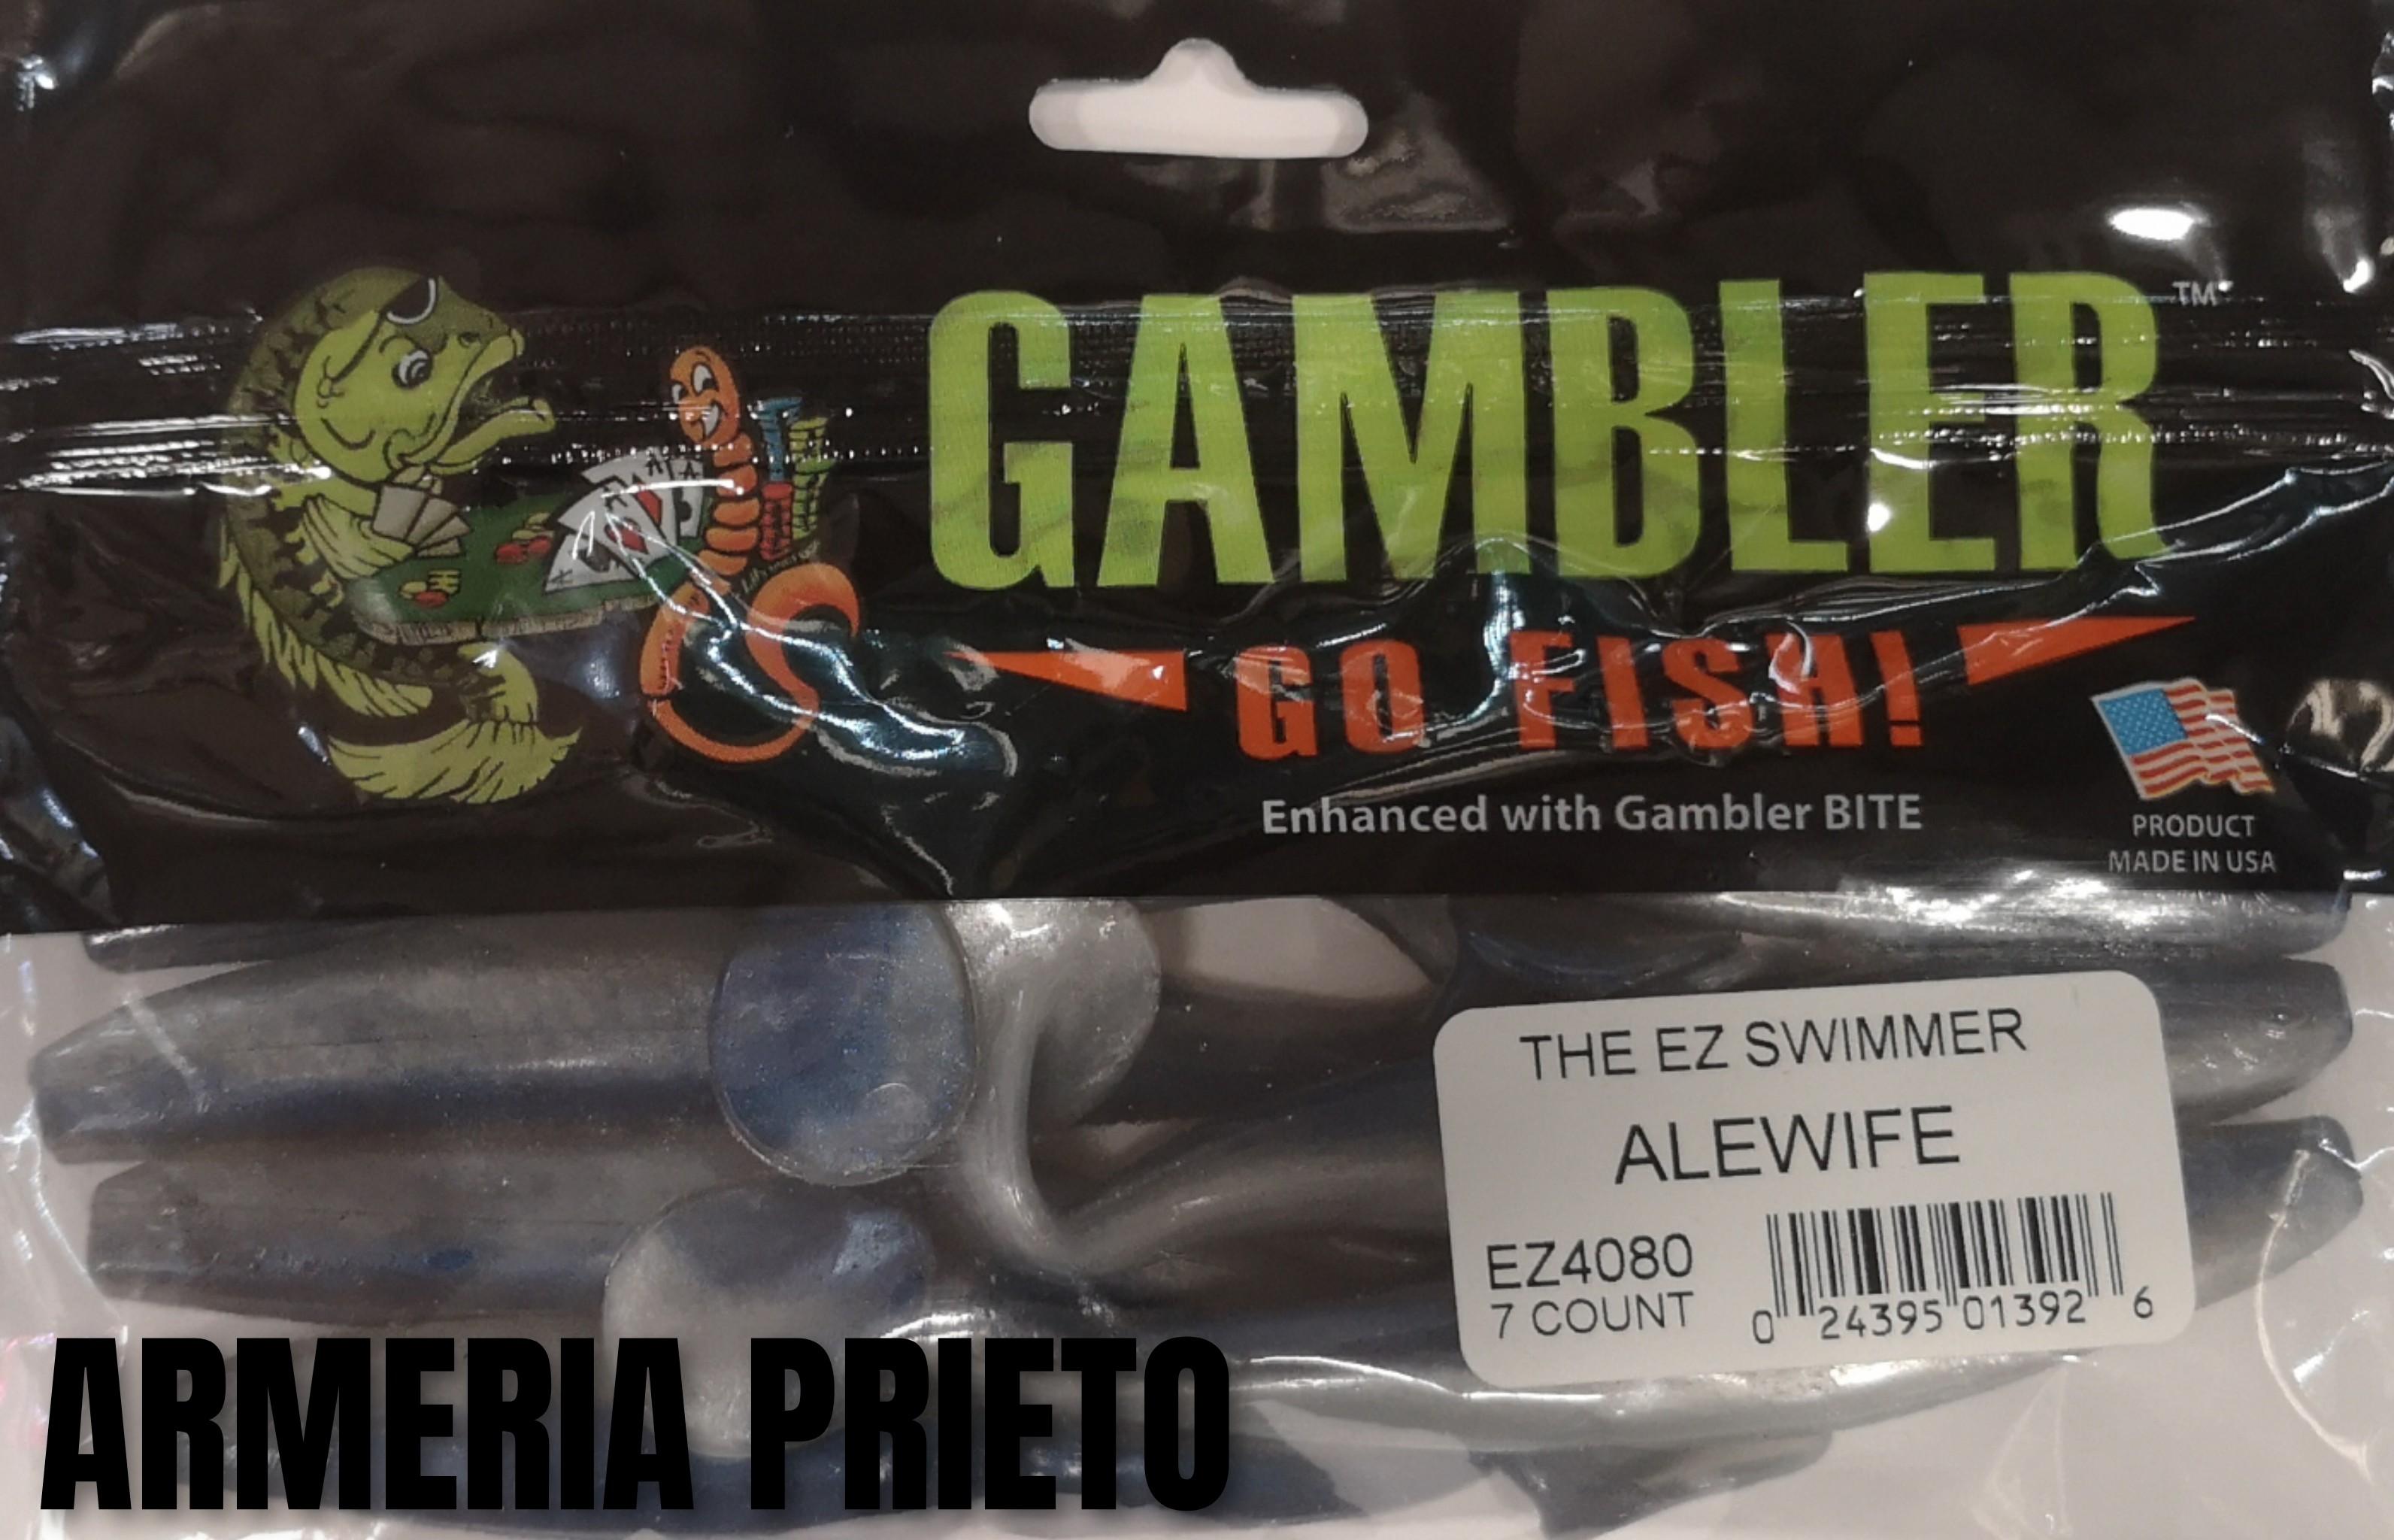 GAMBLER™
GO FISH!
Enhanced with Gambler BITE
PRODUCT
MADE IN USA
THE EZ SWIMMER
ALEWIFE
EZ4080
7 COUNT
0 24395 01392 6
ARMERIA PRIETO